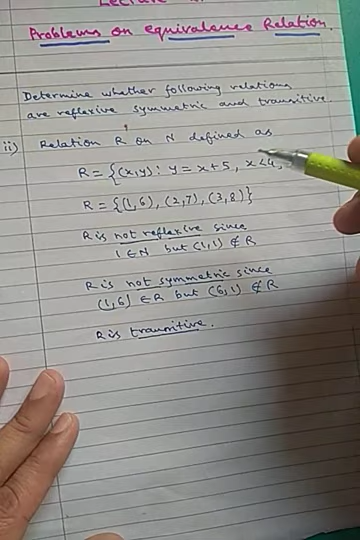 Lecture
Problems on equivalence Relation.
Determine whether following relations
are reflexive symmetric and transitive
ii) Relation R on N defined as
R = {(x,y): y = x+5, x<4,
R = {(1,6), (2,7), (3,8)}
R is not reflexive since
1 ∈ N but (1,1) ∉ R
R is not symmetric since
(1,6) ∈ R but (6,1) ∉ R
R is transitive.